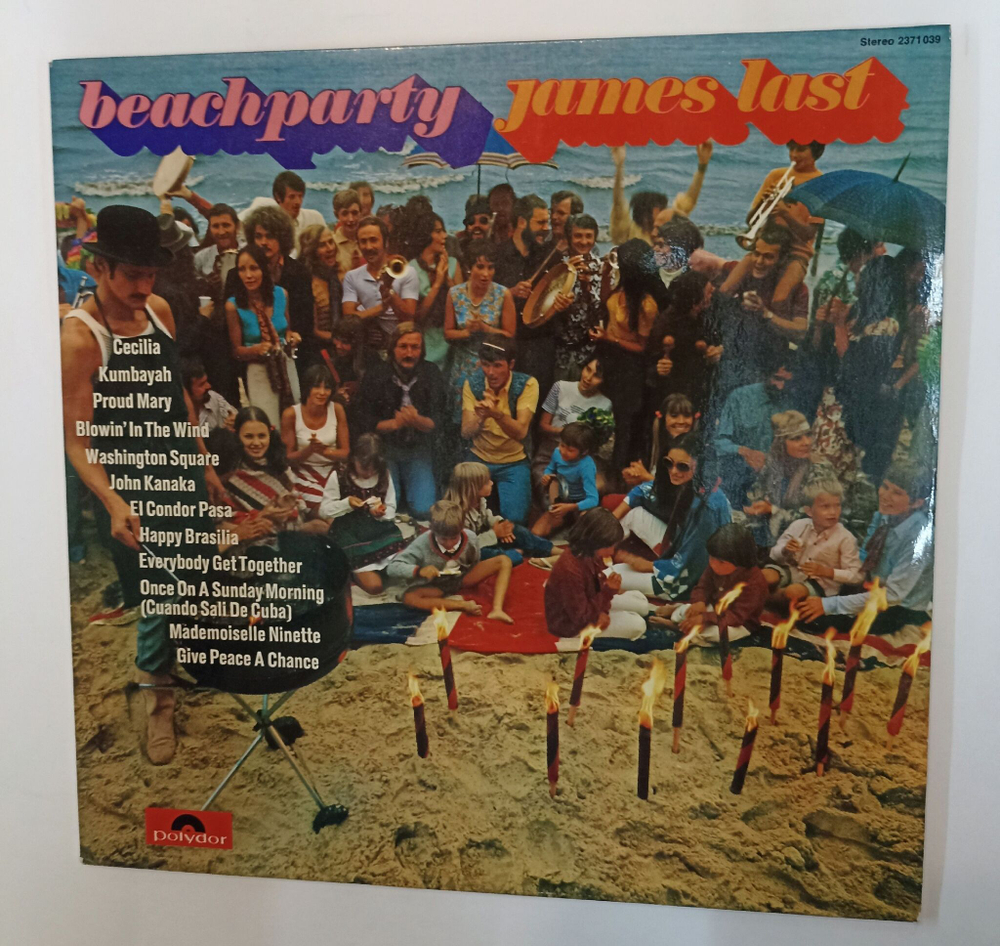 Stereo 2371 039
beachparty james last
Cecilia
Kumbayah
Proud Mary
Blowin' In The Wind
Washington Square
John Kanaka
El Condor Pasa
Happy Brasilia
Everybody Get Together
Once On A Sunday Morning
(Cuando Sali De Cuba)
Mademoiselle Ninette
Give Peace A Chance
polydor